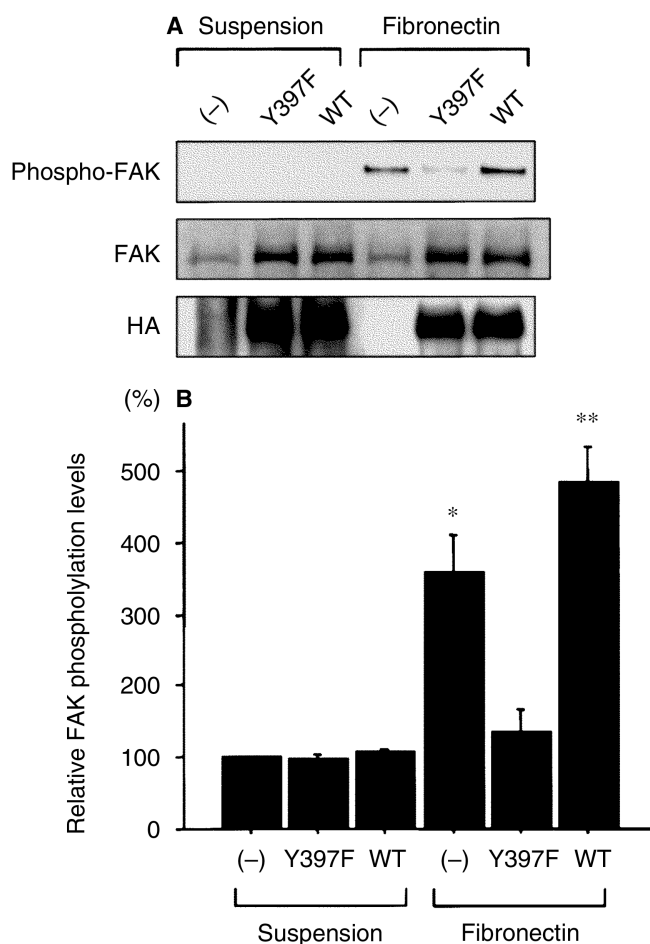 A Suspension Fibronectin
(–) Y397F WT (–) Y397F WT
Phospho-FAK
FAK
HA
(%) B
**
*
500
400
300
200
100
0
Relative FAK phospholylation levels
(–) Y397F WT (–) Y397F WT
Suspension Fibronectin